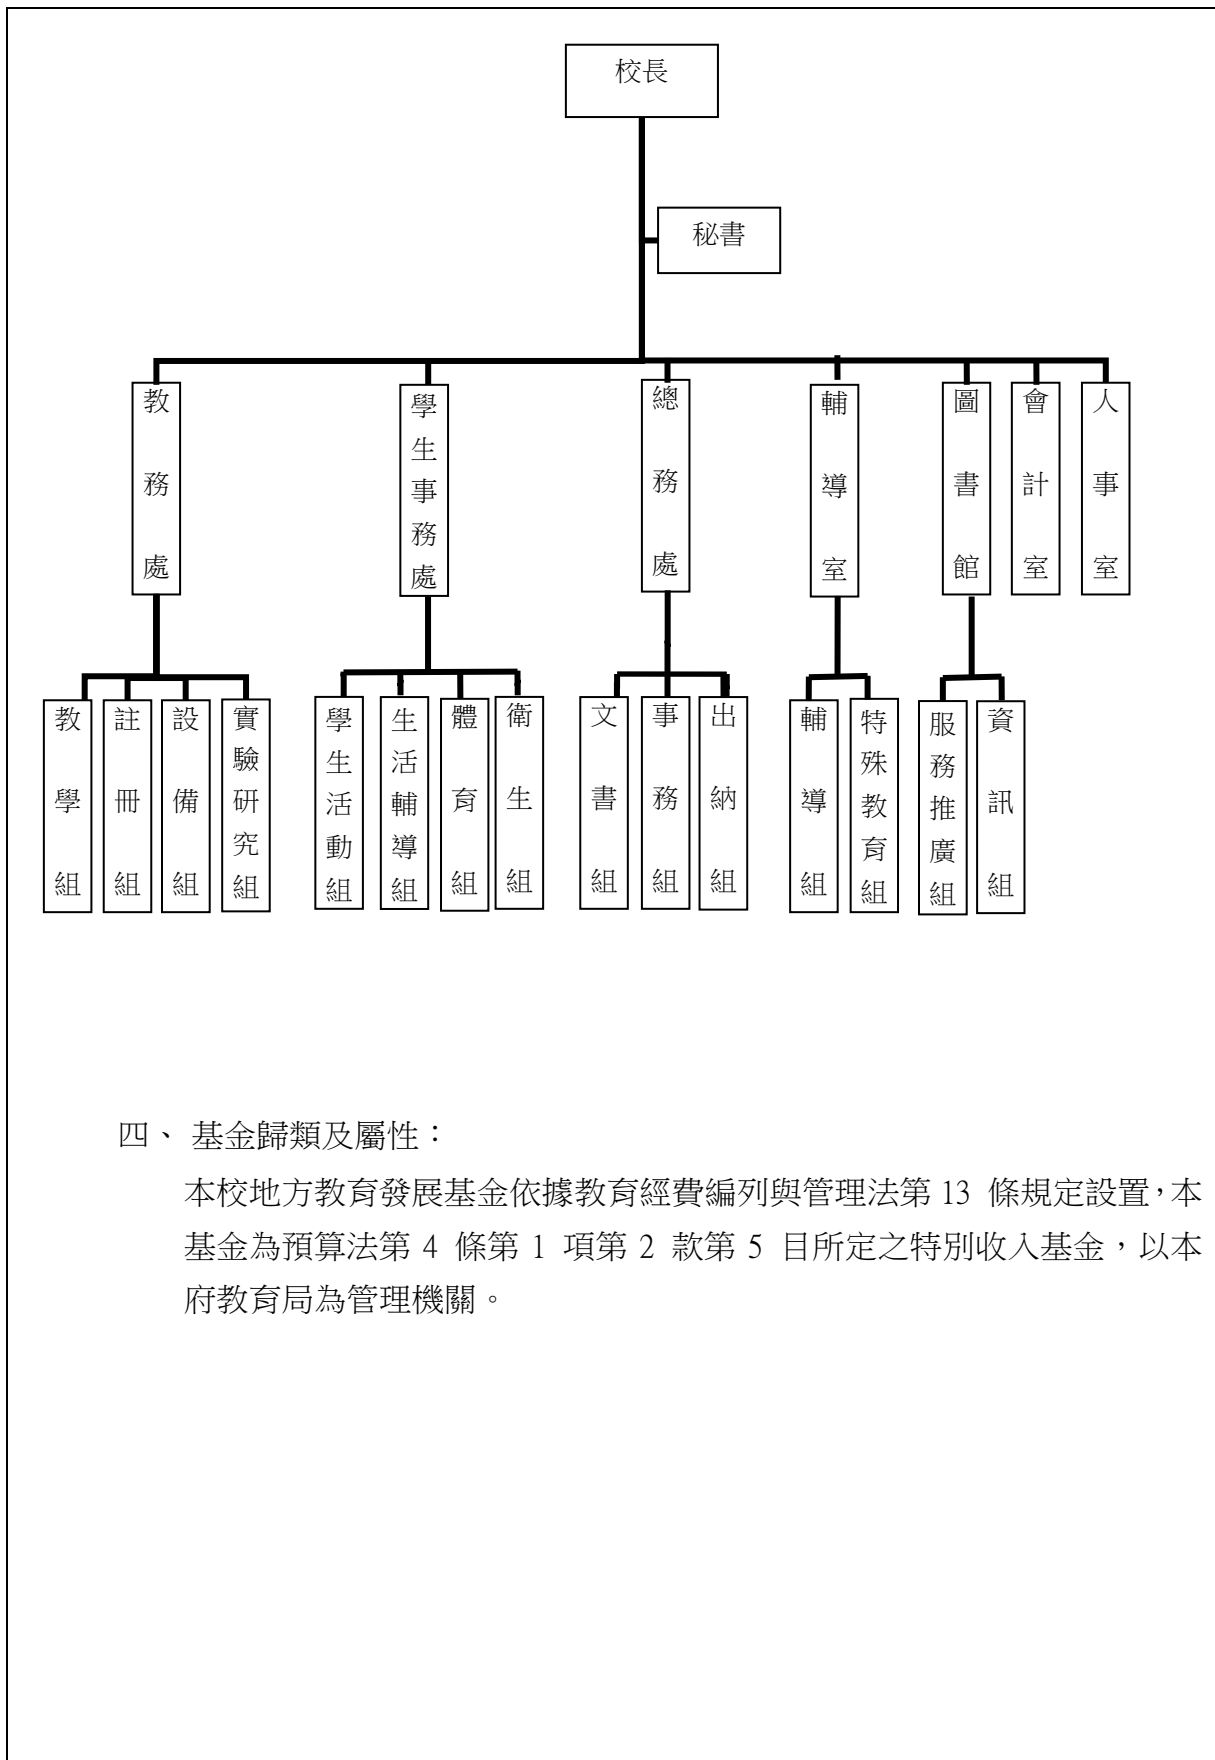 校長
秘書
教務處
學生事務處
總務處
輔導室
圖書館
會計室
人事室
教學組
註冊組
設備組
實驗研究組
學生活動組
生活輔導組
體育組
衛生組
文書組
事務組
出納組
輔導組
特殊教育組
服務推廣組
資訊組
四、 基金歸類及屬性：
本校地方教育發展基金依據教育經費編列與管理法第 13 條規定設置，本
基金為預算法第 4 條第 1 項第 2 款第 5 目所定之特別收入基金，以本
府教育局為管理機關。